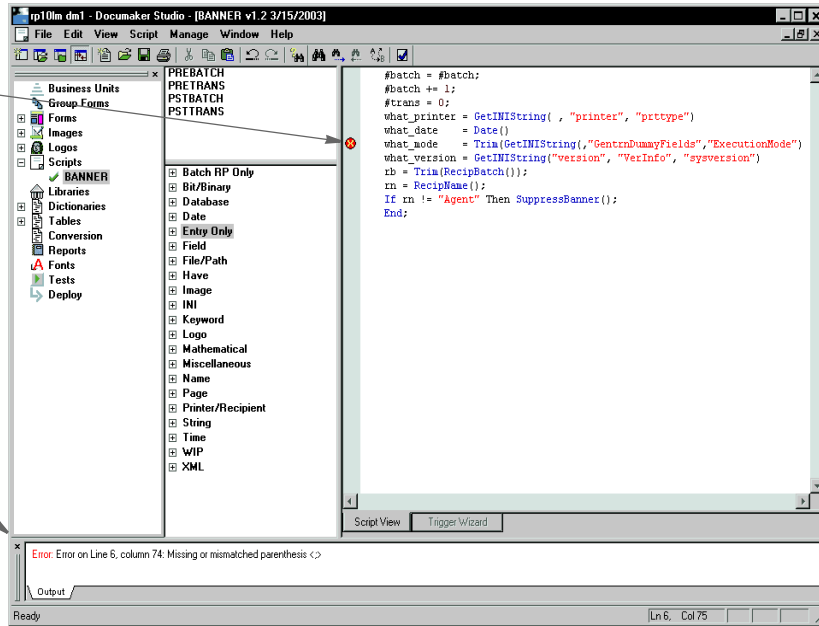 rp10lm dm1 - Documaker Studio - [BANNER v1.2 3/15/2003]
File Edit View Script Manage Window Help
Business Units
Group Forms
Forms
Images
Logos
Scripts
BANNER
Libraries
Dictionaries
Tables
Conversion
Reports
Fonts
Tests
Deploy
PREBATCH
PRETRANS
PSTBATCH
PSTTRANS
Batch RP Only
Bit/Binary
Database
Date
Entry Only
Field
File/Path
Have
Image
INI
Keyword
Logo
Mathematical
Miscellaneous
Name
Page
Printer/Recipient
String
Time
WIP
XML
#batch = #batch;
#batch += 1;
#trans = 0;
what_printer = GetINIString( , "printer", "prttype")
what_date = Date()
what_mode = Trim(GetINIString(,"GentrnDummyFields","ExecutionMode")
what_version = GetINIString("version", "VerInfo", "sysversion")
rb = Trim(RecipBatch());
rn = RecipName();
If rn != "Agent" Then SuppressBanner();
End;
Script View Trigger Wizard
Error: Error on Line 6, column 74: Missing or mismatched parenthesis <;>
Output
Ready Ln 6, Col 75